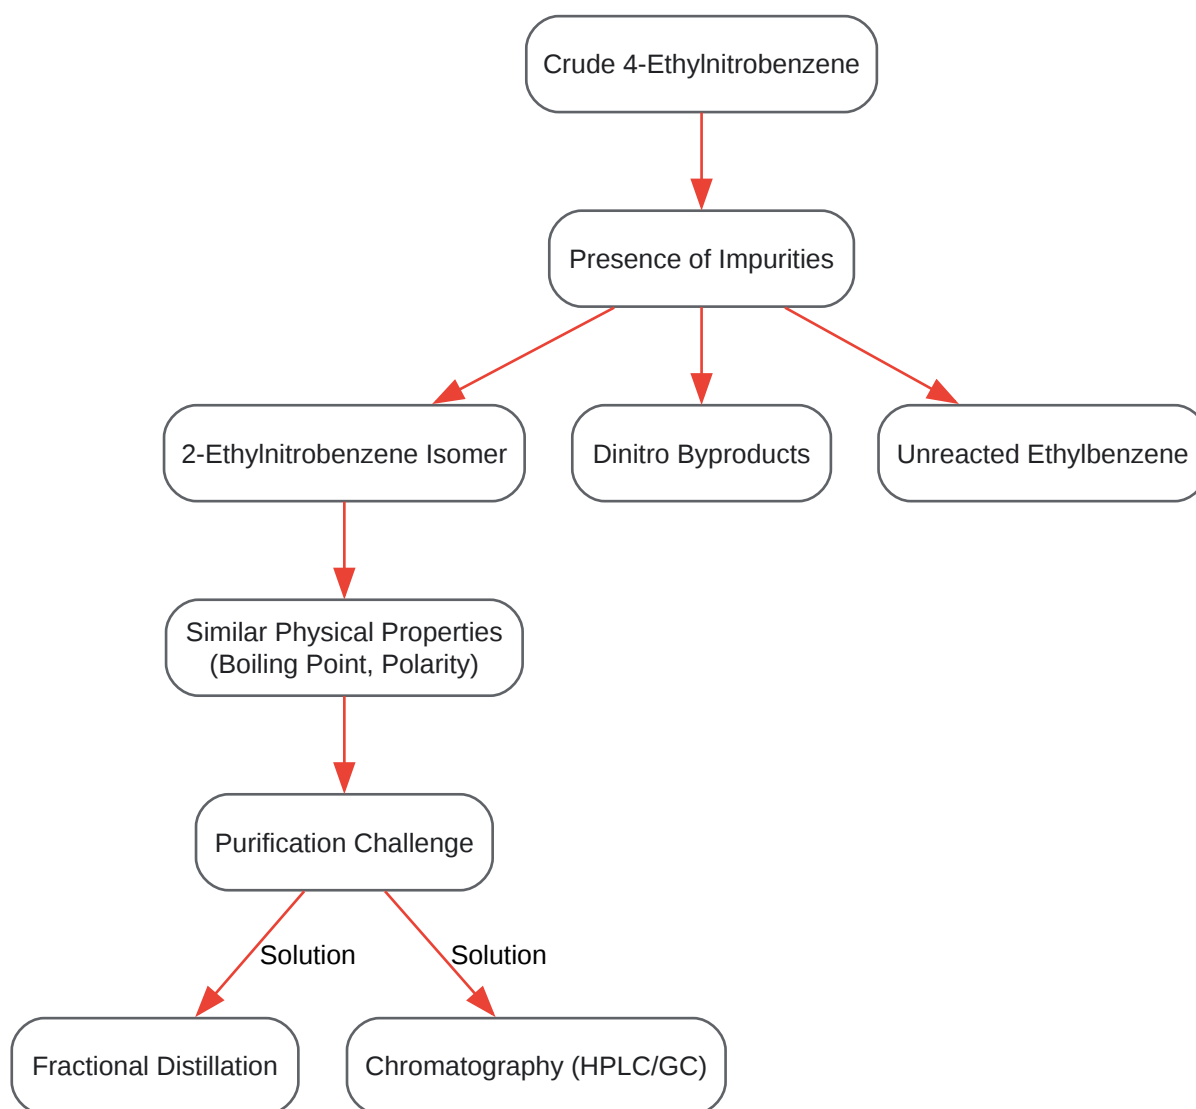 Crude 4-Ethylnitrobenzene
Presence of Impurities
2-Ethylnitrobenzene Isomer
Dinitro Byproducts
Unreacted Ethylbenzene
Similar Physical Properties
(Boiling Point, Polarity)
Purification Challenge
Solution
Solution
Fractional Distillation
Chromatography (HPLC/GC)